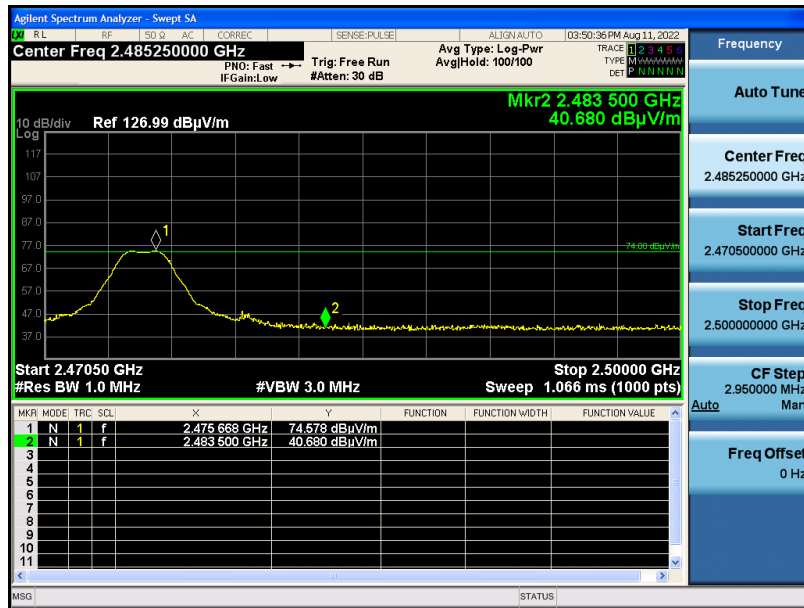 Agilent Spectrum Analyzer - Swept SA
LXI RL RF 50 Ω AC CORREC SENSE:PULSE ALIGN AUTO 03:50:36 PM Aug 11, 2022
Center Freq 2.485250000 GHz
PNO: Fast
IFGain:Low
Trig: Free Run
#Atten: 30 dB
Avg Type: Log-Pwr
Avg|Hold: 100/100
TRACE 1 2 3 4 5 6
TYPE M WWWWW
DET P N N N N N
Mkr2 2.483 500 GHz
40.680 dBµV/m
10 dB/div Ref 126.99 dBµV/m
Log
117
107
97.0
87.0
77.0
67.0
57.0
47.0
37.0
1
2
74.00 dBµV/m
Start 2.47050 GHz Stop 2.50000 GHz
#Res BW 1.0 MHz #VBW 3.0 MHz Sweep 1.066 ms (1000 pts)
MKR MODE TRC SCL X Y FUNCTION FUNCTION WIDTH FUNCTION VALUE
1 N 1 f 2.475 668 GHz 74.578 dBµV/m
2 N 1 f 2.483 500 GHz 40.680 dBµV/m
3
4
5
6
7
8
9
10
11
MSG STATUS
Frequency
Auto Tune
Center Freq
2.485250000 GHz
Start Freq
2.470500000 GHz
Stop Freq
2.500000000 GHz
CF Step
2.950000 MHz
Auto Man
Freq Offset
0 Hz